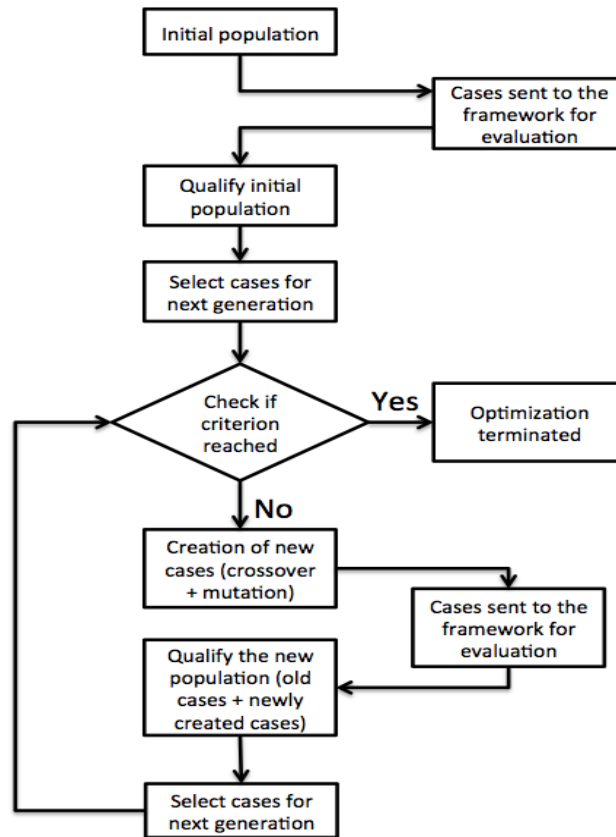 Initial population
Cases sent to the
framework for
evaluation
Qualify initial
population
Select cases for
next generation
Check if
criterion
reached
Yes
Optimization
terminated
No
Creation of new
cases (crossover
+ mutation)
Cases sent to the
framework for
evaluation
Qualify the new
population (old
cases + newly
created cases)
Select cases for
next generation